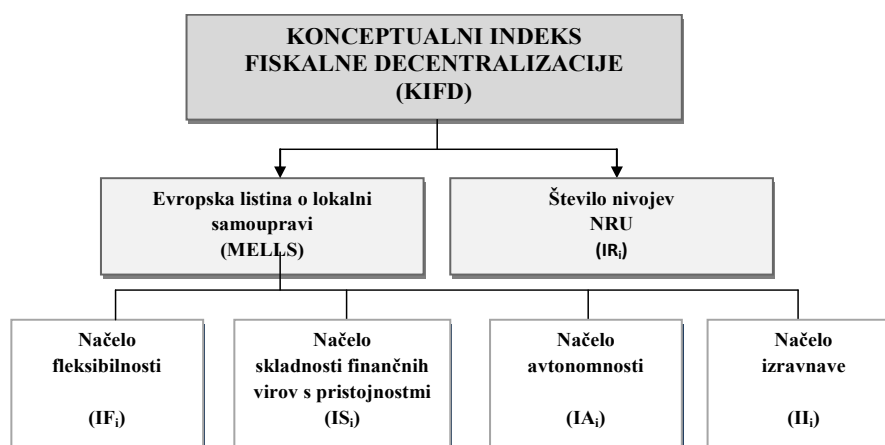 KONCEPTUALNI INDEKS
FISKALNE DECENTRALIZACIJE
(KIFD)
Evropska listina o lokalni
samoupravi
(MELLS)
Število nivojev
NRU
(IRi)
Načelo
fleksibilnosti
(IFi)
Načelo
skladnosti finančnih
virov s pristojnostmi
(ISi)
Načelo
avtonomnosti
(IAi)
Načelo
izravnave
(IIi)